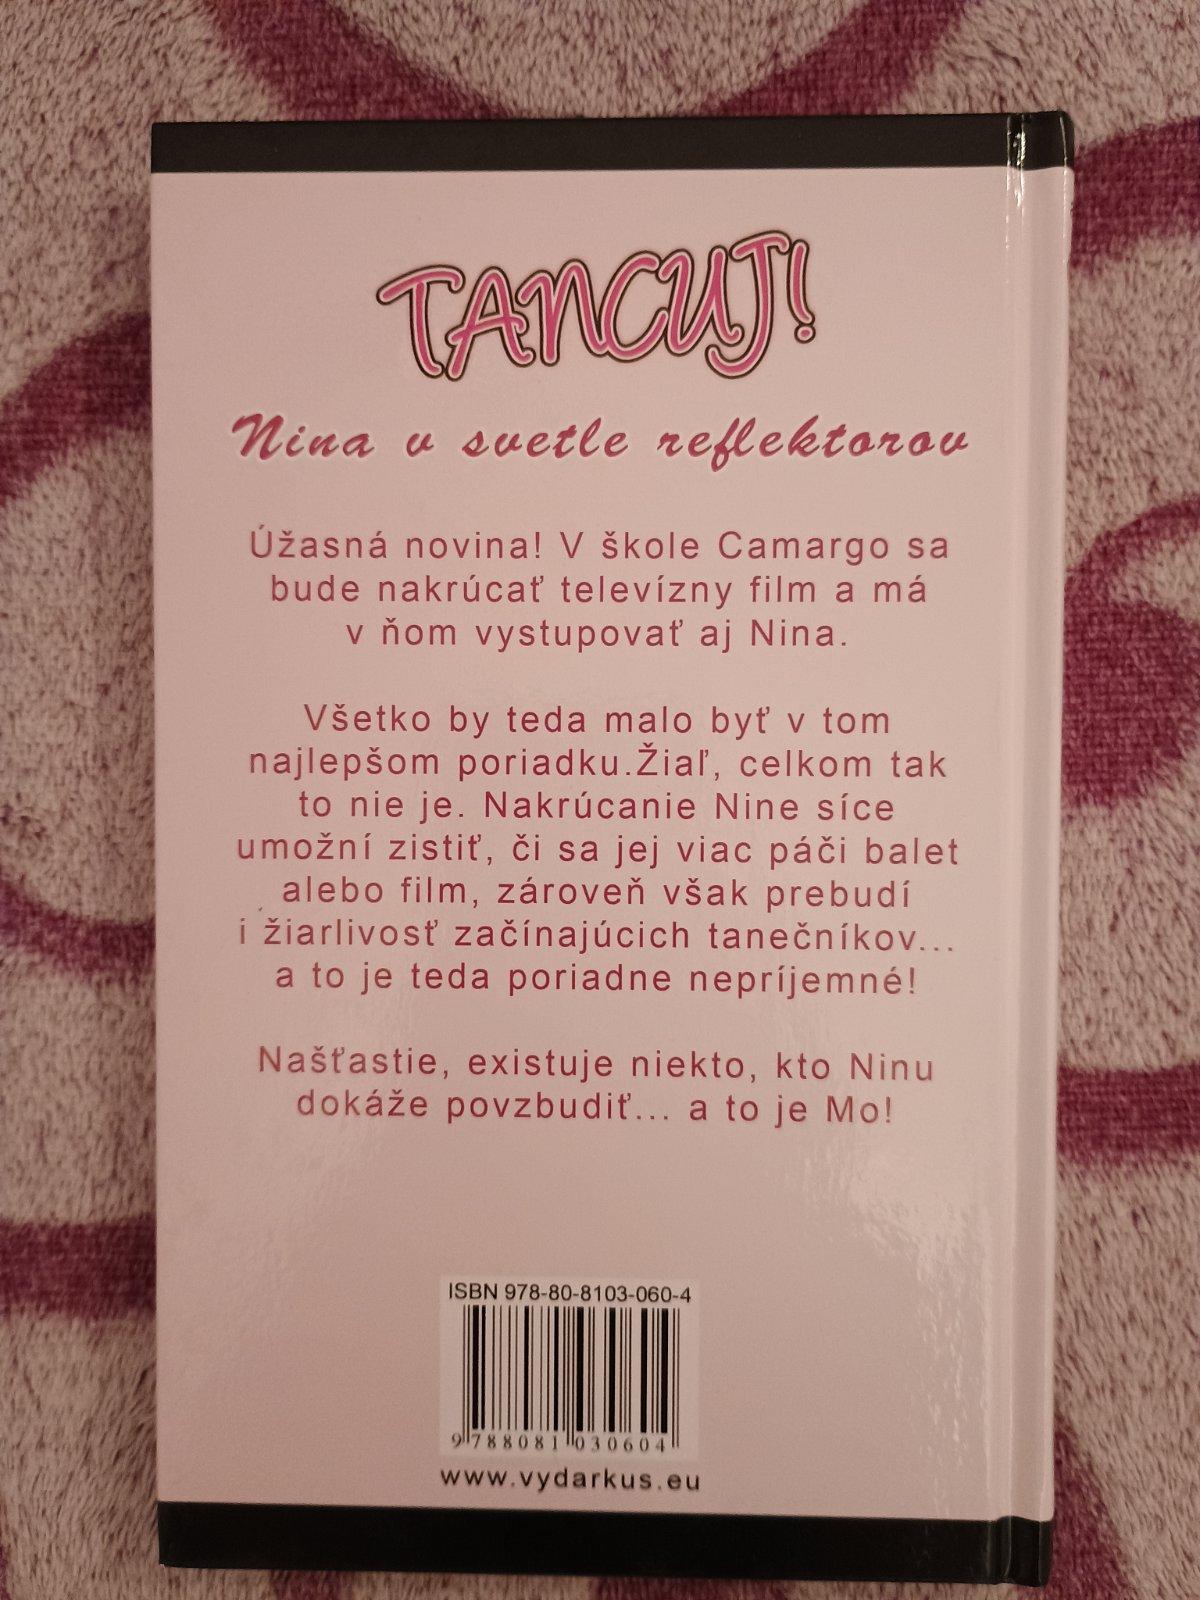 TANCUJ!
Nina v svetle reflektorov
Úžasná novina! V škole Camargo sa
bude nakrúcať televízny film a má
v ňom vystupovať aj Nina.
Všetko by teda malo byť v tom
najlepšom poriadku.Žiaľ, celkom tak
to nie je. Nakrúcanie Nine síce
umožní zistiť, či sa jej viac páči balet
alebo film, zároveň však prebudí
i žiarlivosť začínajúcich tanečníkov...
a to je teda poriadne nepríjemné!
Našťastie, existuje niekto, kto Ninu
dokáže povzbudiť... a to je Mo!
ISBN 978-80-8103-060-4
9 788081 030604
www.vydarkus.eu